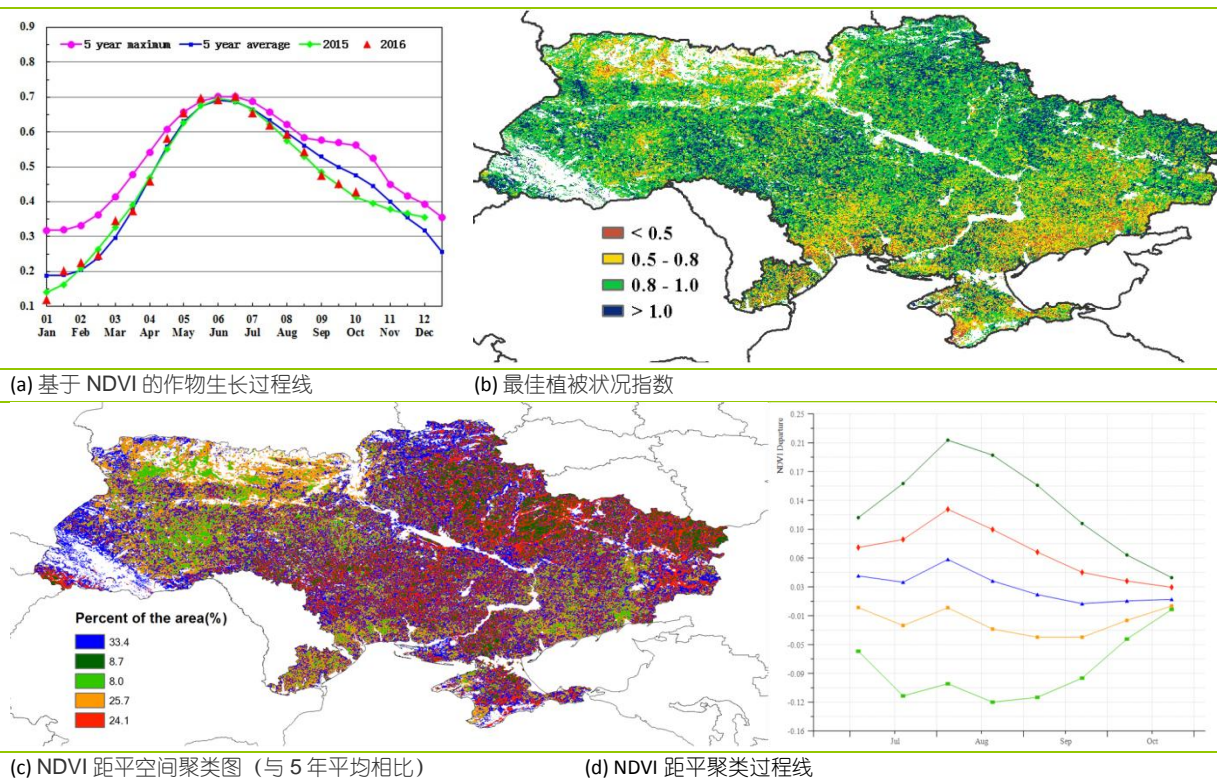 0.9
5 year maximum 5 year average 2015 2016
0.8
0.7
0.6
0.5
0.4
0.3
0.2
0.1
01 02 03 04 05 06 07 08 09 10 11 12
Jan Feb Mar Apr May Jun Jul Aug Sep Oct Nov Dec
< 0.5
0.5 - 0.8
0.8 - 1.0
> 1.0
(a) 基于 NDVI 的作物生长过程线
(b) 最佳植被状况指数
Percent of the area(%)
33.4
8.7
8.0
25.7
24.1
NDVI Departure
0.25
0.21
0.17
0.14
0.10
0.06
0.03
-0.01
-0.05
-0.09
-0.12
-0.16
Jul Aug Sep Oct
(c) NDVI 距平空间聚类图（与 5 年平均相比）
(d) NDVI 距平聚类过程线